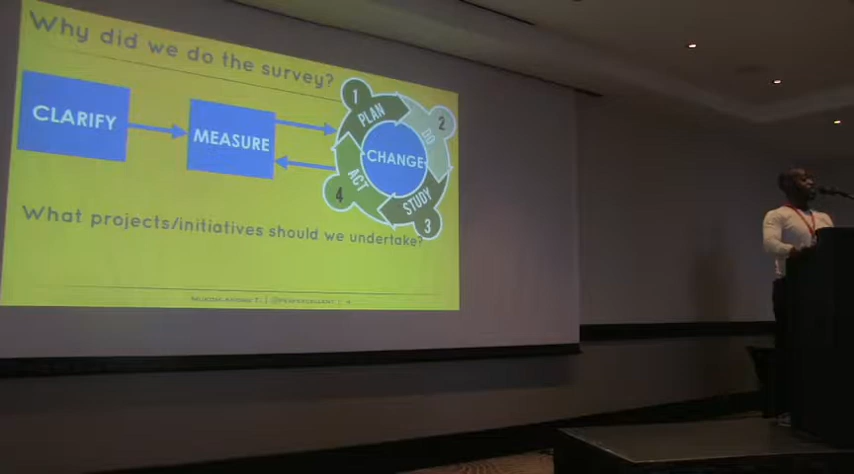 Why did we do the survey?
CLARIFY
MEASURE
1
PLAN
2
DO
CHANGE
ACT
4
STUDY
3
What projects/initiatives should we undertake?